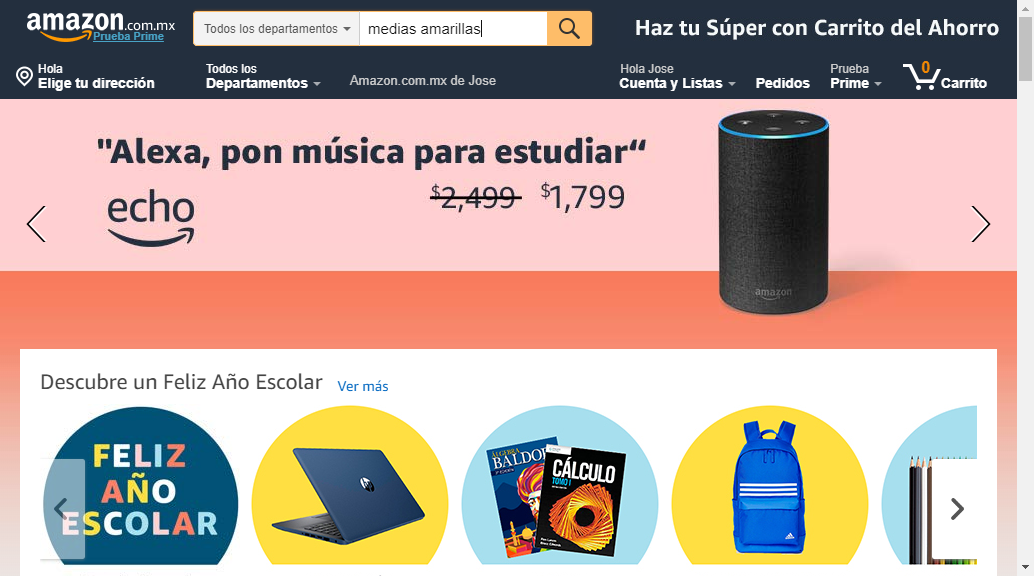 amazon.com.mx
Prueba Prime
Todos los departamentos
medias amarillas
Haz tu Súper con Carrito del Ahorro
Hola
Elige tu dirección
Todos los
Departamentos
Amazon.com.mx de Jose
Hola Jose
Cuenta y Listas
Pedidos
Prueba
Prime
0
Carrito
"Alexa, pon música para estudiar“
echo
$2,499 $1,799
amazon
Descubre un Feliz Año Escolar Ver más
FELIZ
AÑO
ESCOLAR
hp
ÁLGEBRA
BALDOR
CÁLCULO
TOMO I
adidas